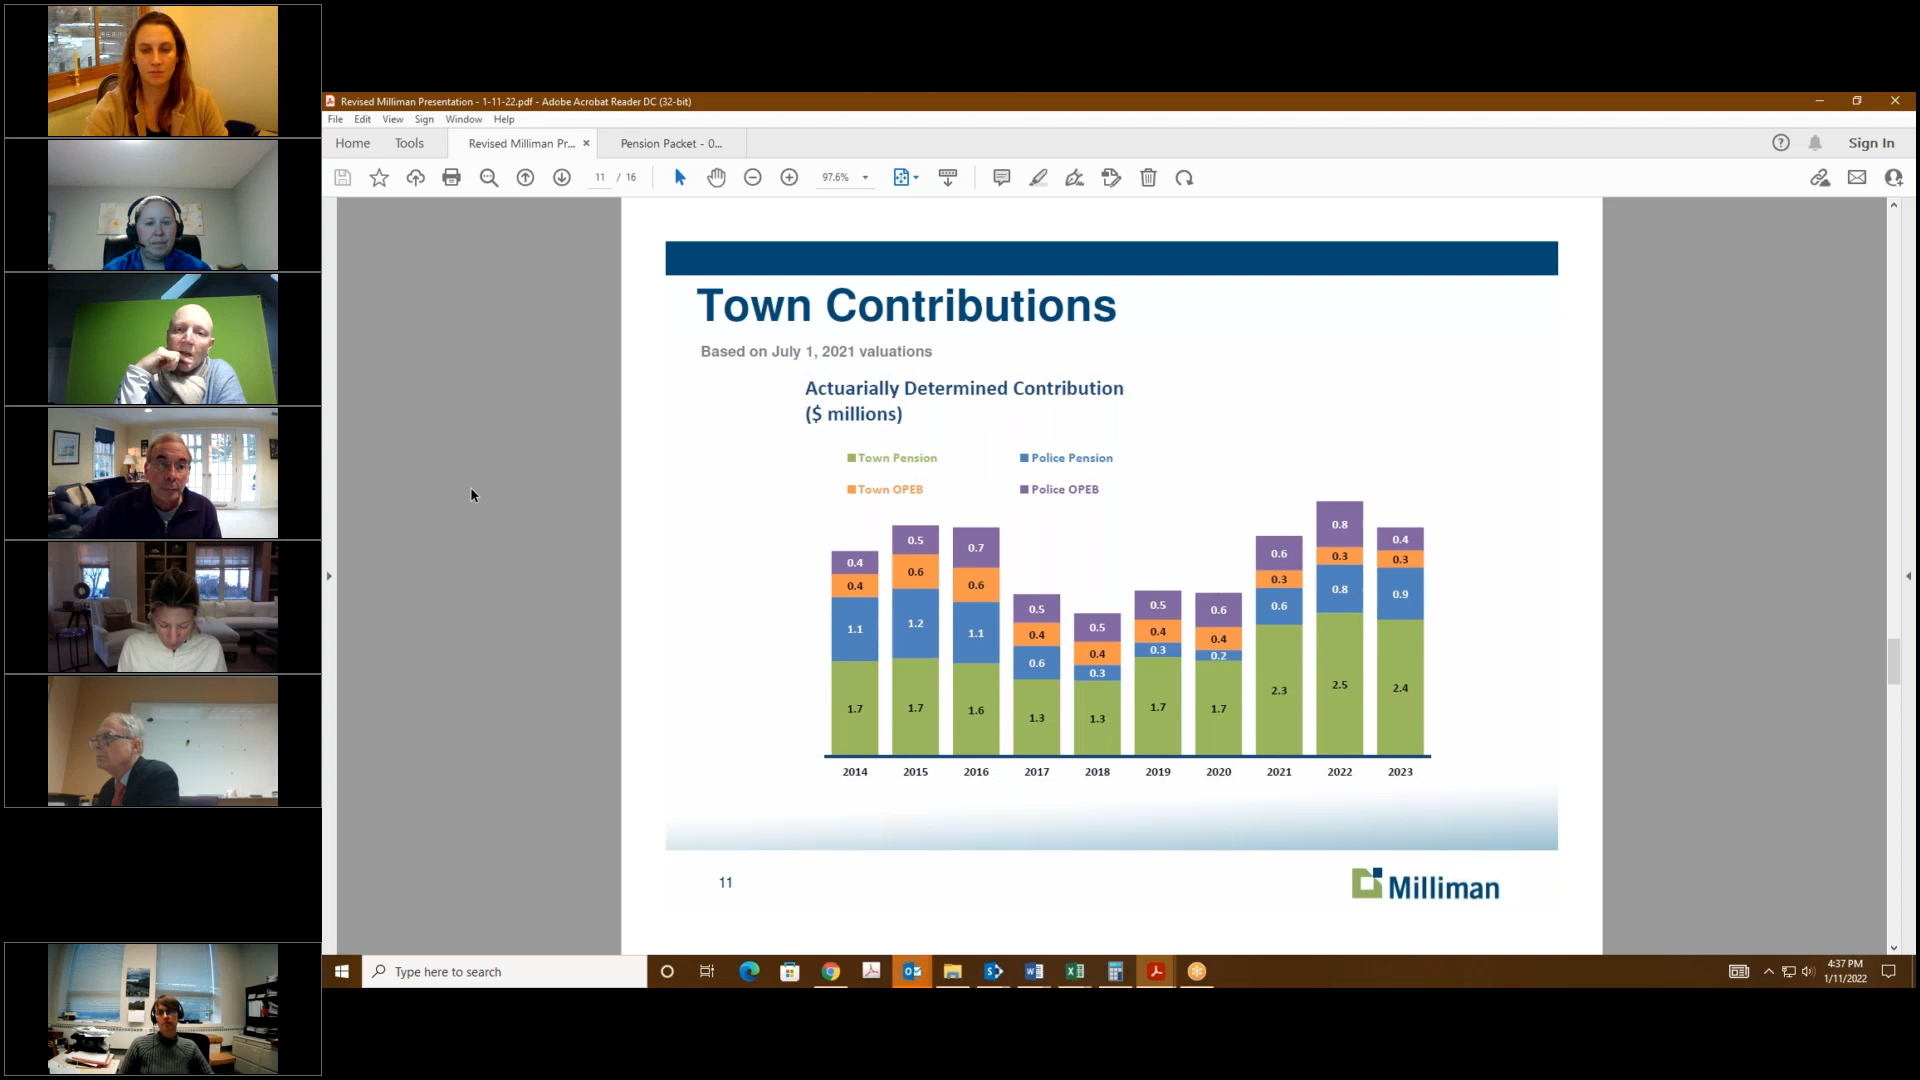 Revised Milliman Presentation - 1-11-22.pdf - Adobe Acrobat Reader DC (32-bit)
File Edit View Sign Window Help
Home Tools Revised Milliman Pr... × Pension Packet - 0... Sign In
11 / 16 97.6%
Town Contributions
Based on July 1, 2021 valuations
Actuarially Determined Contribution
($ millions)
Town Pension Police Pension
Town OPEB Police OPEB
0.4 0.5 0.7 0.5 0.5 0.5 0.6 0.6 0.8 0.4
0.4 0.6 0.6 0.4 0.4 0.4 0.4 0.3 0.3 0.3
1.1 1.2 1.1 0.6 0.3 0.3 0.2 0.6 0.8 0.9
1.7 1.7 1.6 1.3 1.3 1.7 1.7 2.3 2.5 2.4
2014 2015 2016 2017 2018 2019 2020 2021 2022 2023
11
Milliman
Type here to search
4:37 PM
1/11/2022